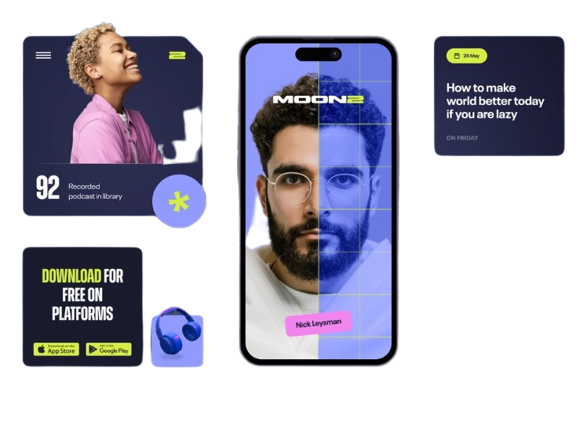 92
Recorded
podcast in library
DOWNLOAD FOR
FREE ON
PLATFORMS
Download on the
App Store
GET IT ON
Google Play
MOON2
Nick Leysman
24 May
How to make
world better today
if you are lazy
ON FRIDAY